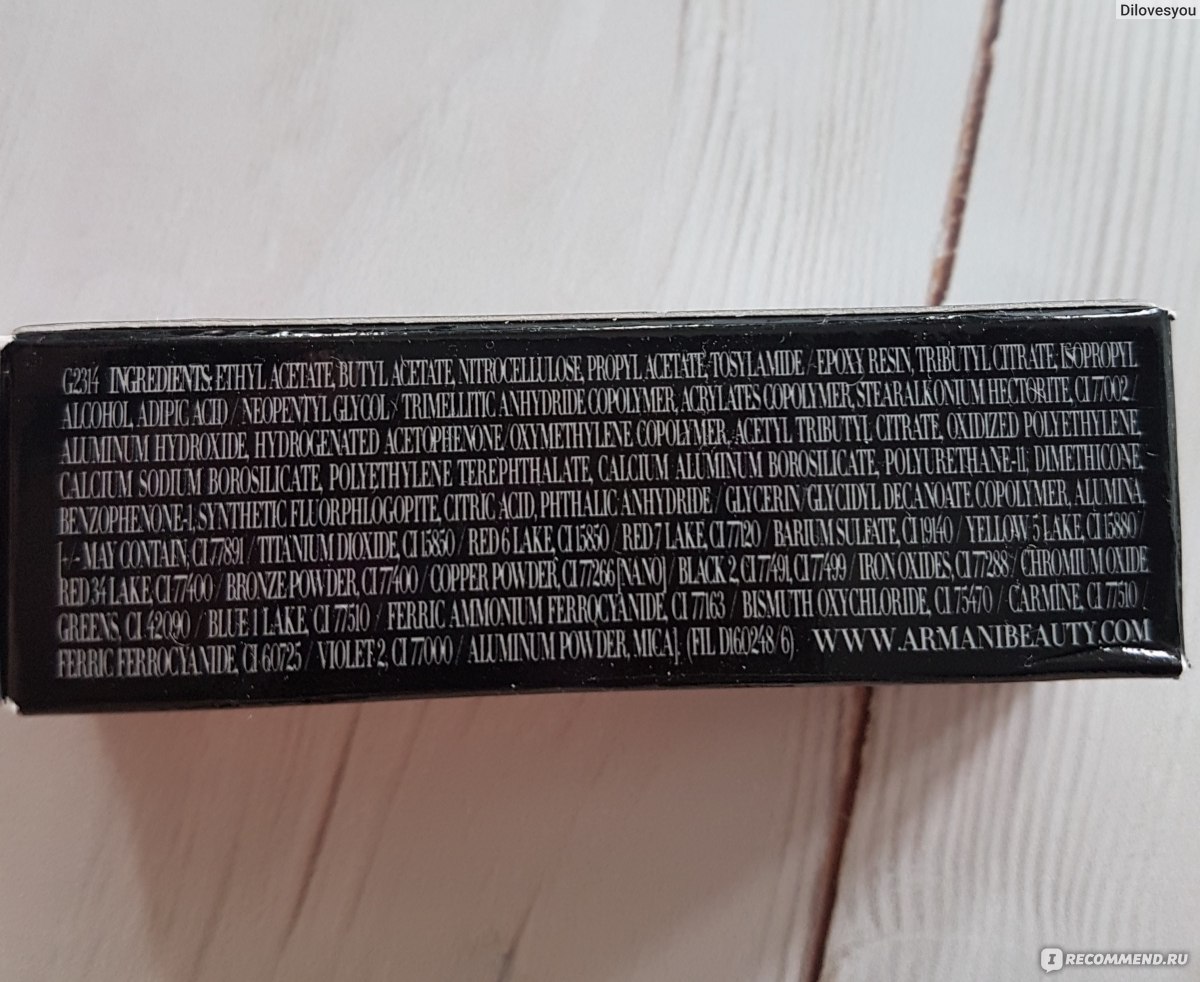 Dilovesyou
G2314 INGREDIENTS: ETHYL ACETATE, BUTYL ACETATE, NITROCELLULOSE, PROPYL ACETATE, TOSYLAMIDE / EPOXY RESIN, TRIBUTYL CITRATE, ISOPROPYL
ALCOHOL, ADIPIC ACID / NEOPENTYL GLYCOL / TRIMELLITIC ANHYDRIDE COPOLYMER, ACRYLATES COPOLYMER, STEARALKONIUM HECTORITE, CI 77002 /
ALUMINUM HYDROXIDE, HYDROGENATED ACETOPHENONE/OXYMETHYLENE COPOLYMER, ACETYL TRIBUTYL CITRATE, OXIDIZED POLYETHYLENE,
CALCIUM SODIUM BOROSILICATE, POLYETHYLENE TEREPHTHALATE, CALCIUM ALUMINUM BOROSILICATE, POLYURETHANE-11, DIMETHICONE,
BENZOPHENONE-1, SYNTHETIC FLUORPHLOGOPITE, CITRIC ACID, PHTHALIC ANHYDRIDE / GLYCERIN/GLYCIDYL DECANOATE COPOLYMER, ALUMINA,
[+/- MAY CONTAIN, CI 77891 / TITANIUM DIOXIDE, CI 15850 / RED 6 LAKE, CI 15850 / RED 7 LAKE, CI 77120 / BARIUM SULFATE, CI 19140 / YELLOW 5 LAKE, CI 15880 /
RED 34 LAKE, CI 77400 / BRONZE POWDER, CI 77400 / COPPER POWDER, CI 77266 [NANO] / BLACK 2, CI 77491, CI 77499 / IRON OXIDES, CI 77288 / CHROMIUM OXIDE
GREENS, CI 42090 / BLUE 1 LAKE, CI 77510 / FERRIC AMMONIUM FERROCYANIDE, CI 77163 / BISMUTH OXYCHLORIDE, CI 75470 / CARMINE, CI 77510 /
FERRIC FERROCYANIDE, CI 60725 / VIOLET 2, CI 77000 / ALUMINUM POWDER, MICA]. (FIL D160248/6) WWW.ARMANIBEAUTY.COM
IRECOMMEND.RU